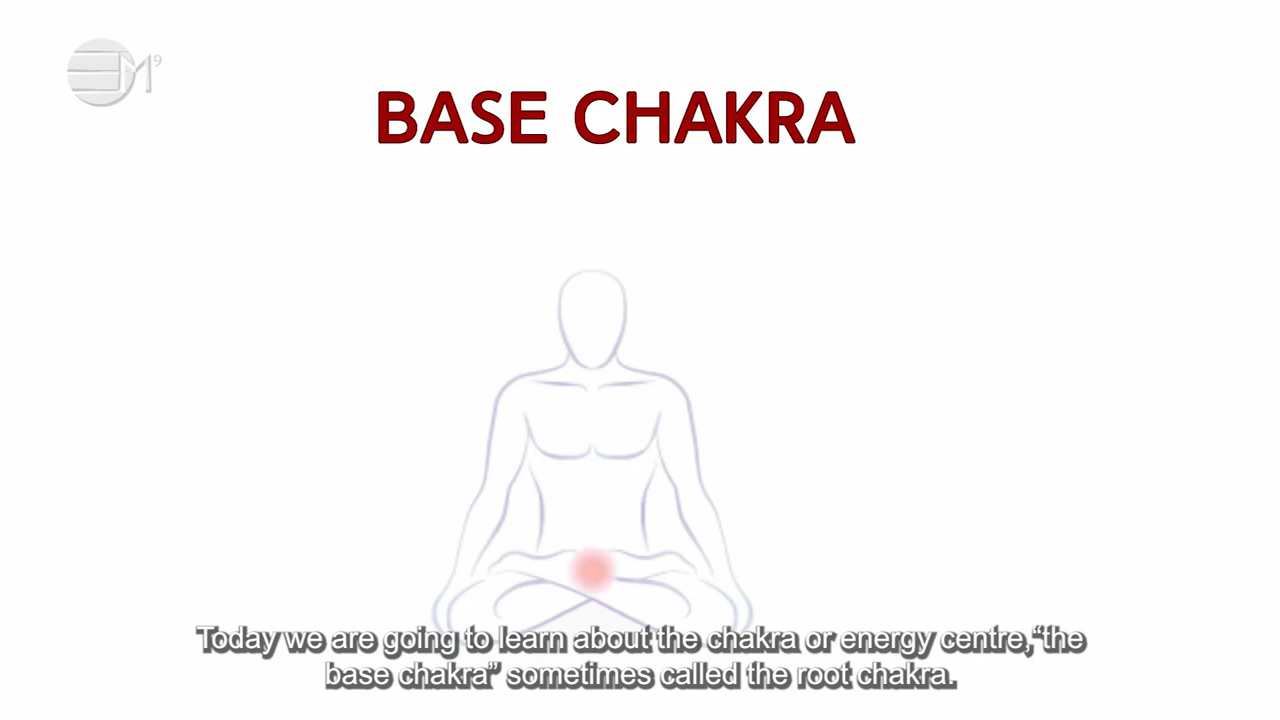 EM9
BASE CHAKRA
Today we are going to learn about the chakra or energy centre,“the
base chakra” sometimes called the root chakra.